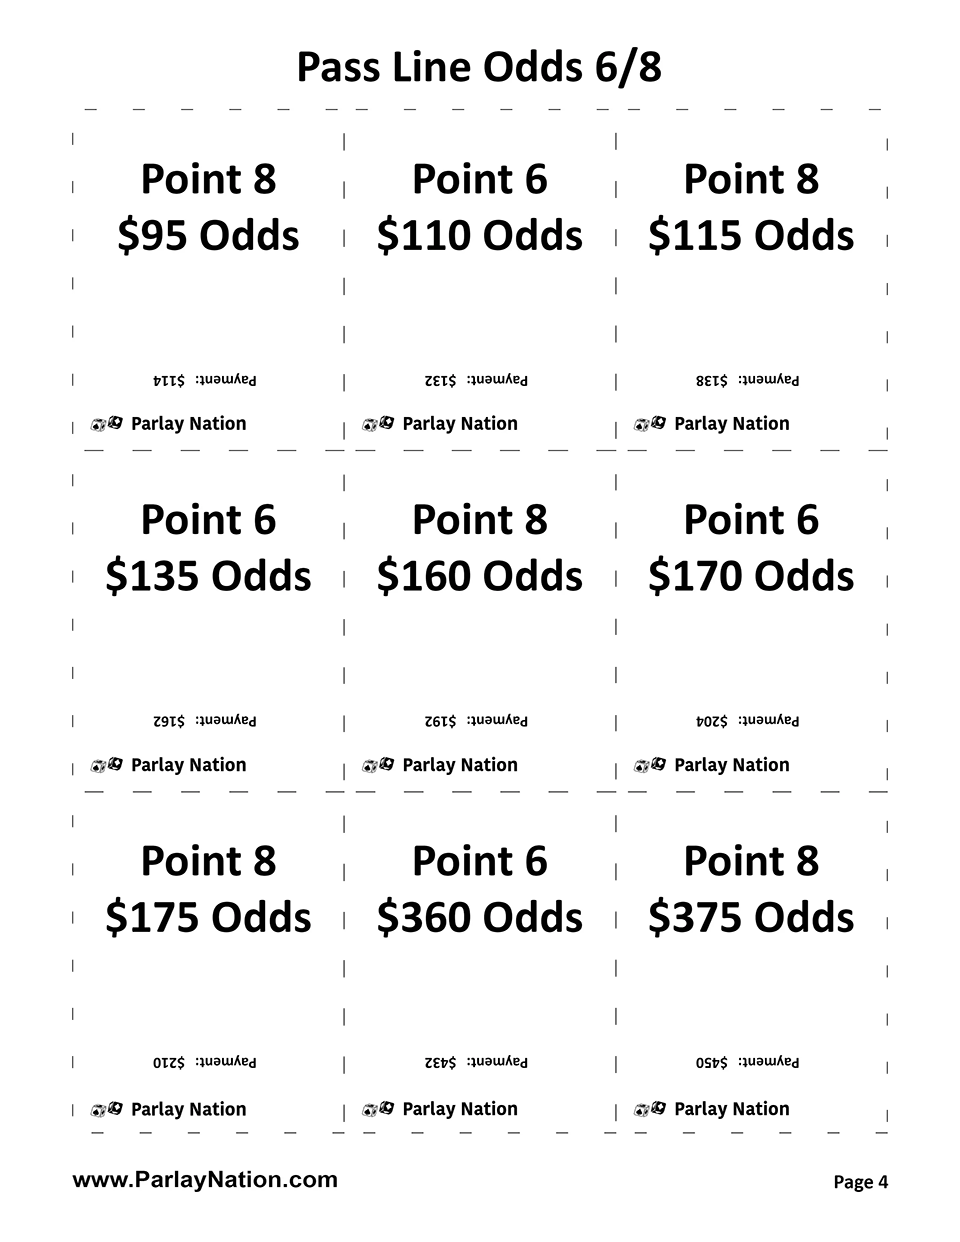 Pass Line Odds 6/8
Point 8
$95 Odds
Payment: $114
Parlay Nation
Point 6
$110 Odds
Payment: $132
Parlay Nation
Point 8
$115 Odds
Payment: $138
Parlay Nation
Point 6
$135 Odds
Payment: $162
Parlay Nation
Point 8
$160 Odds
Payment: $192
Parlay Nation
Point 6
$170 Odds
Payment: $204
Parlay Nation
Point 8
$175 Odds
Payment: $210
Parlay Nation
Point 6
$360 Odds
Payment: $432
Parlay Nation
Point 8
$375 Odds
Payment: $450
Parlay Nation
www.ParlayNation.com
Page 4